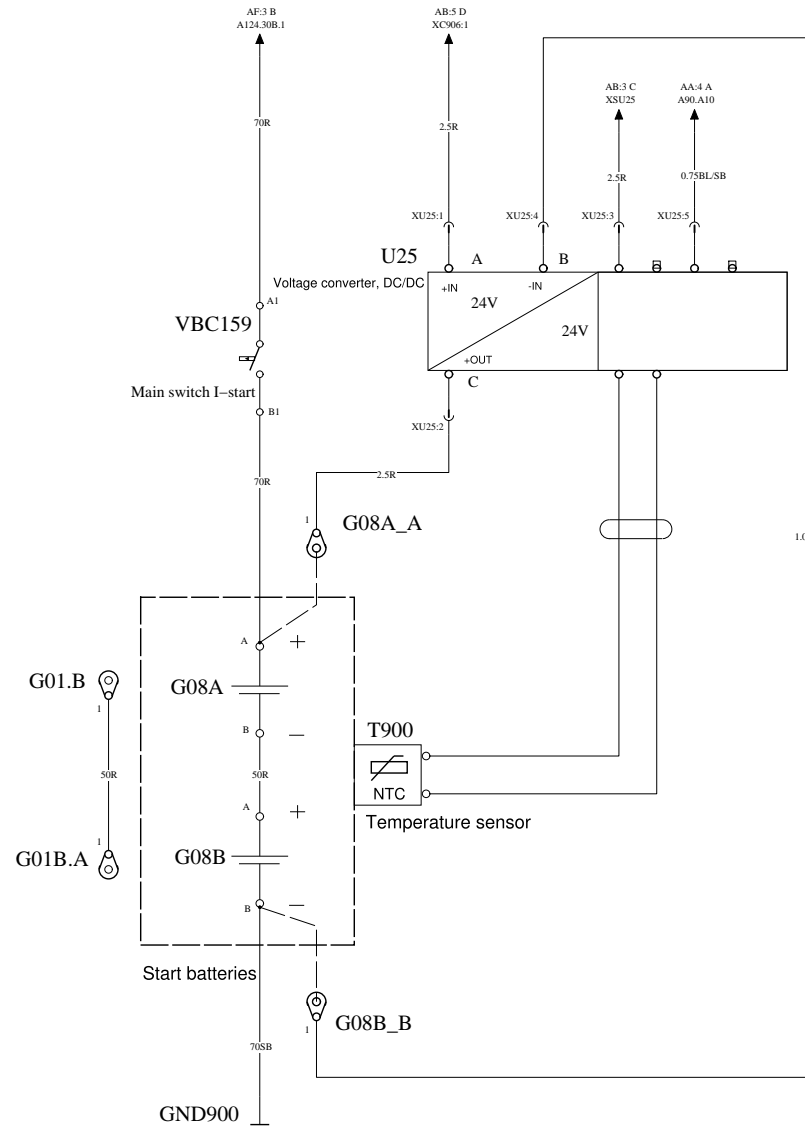 AF:3 B
A124.30B.1
AB:5 D
XC906:1
AB:3 C
XSU25
AA:4 A
A90.A10
70R
2.5R
2.5R
0.75BL/SB
XU25:1
XU25:4
XU25:3
XU25:5
U25
A
B
Voltage converter, DC/DC
+IN
-IN
24V
24V
+OUT
C
XU25:2
A1
VBC159
Main switch I−start
B1
70R
2.5R
1
G08A_A
1.0
A
+
G01.B
1
G08A
B
−
T900
50R
50R
NTC
A
+
Temperature sensor
1
G01B.A
G08B
B
−
Start batteries
G08B_B
1
70SB
GND900